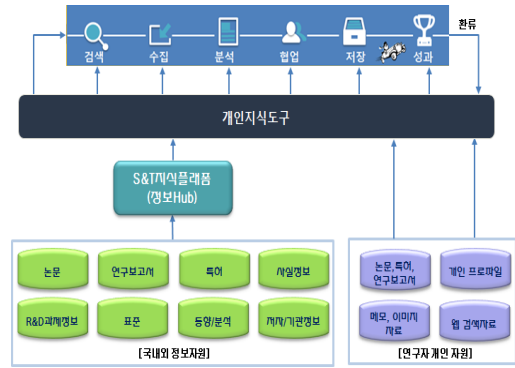 환류
검색 수집 분석 협업 저장 성과
개인지식도구
S&T지식플래폼
(정보Hub)
논문 연구보고서 특허 사실정보
R&D과제정보 표준 동향/분석 저자/기관정보
[국내외 정보자원]
논문,특허,
연구보고서
개인 프로파일
메모, 이미지
자료
웹 검색자료
[연구자 개인 자원]